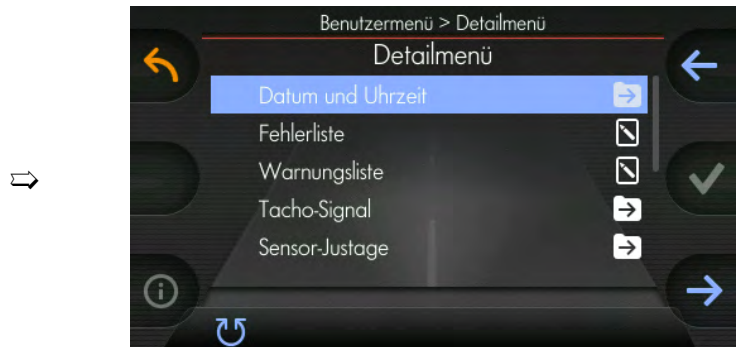 Benutzermenü > Detailmenü
Detailmenü
Datum und Uhrzeit
Fehlerliste
Warnungsliste
Tacho-Signal
Sensor-Justage